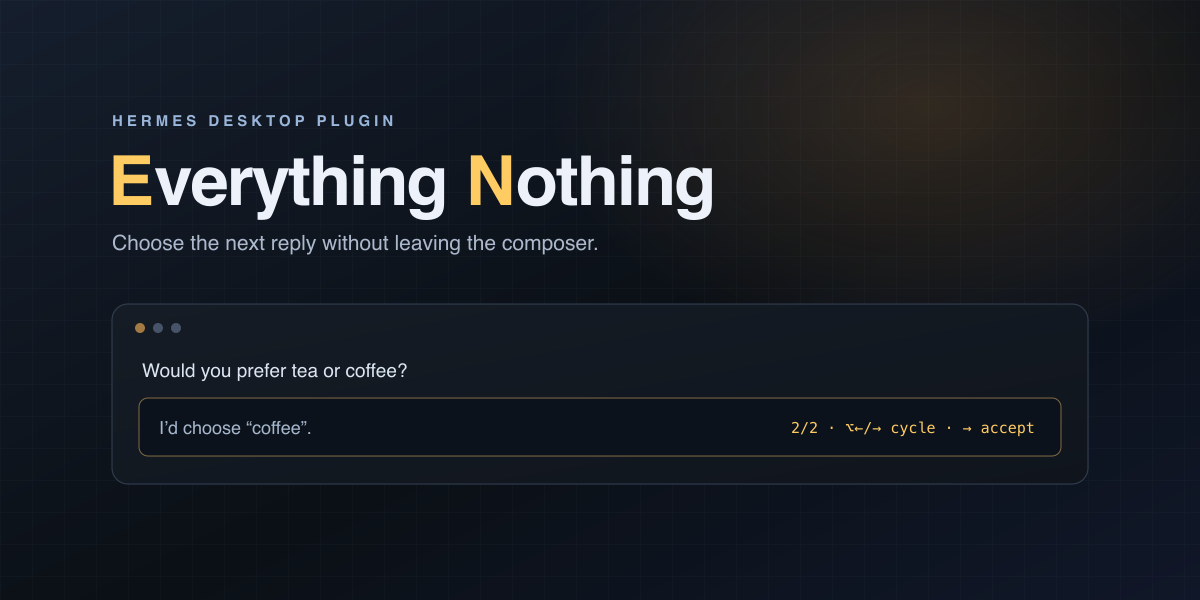 HERMES DESKTOP PLUGIN
Everything Nothing
Choose the next reply without leaving the composer.
Would you prefer tea or coffee?
I’d choose “coffee”.
2/2 · ⌥←/→ cycle · → accept